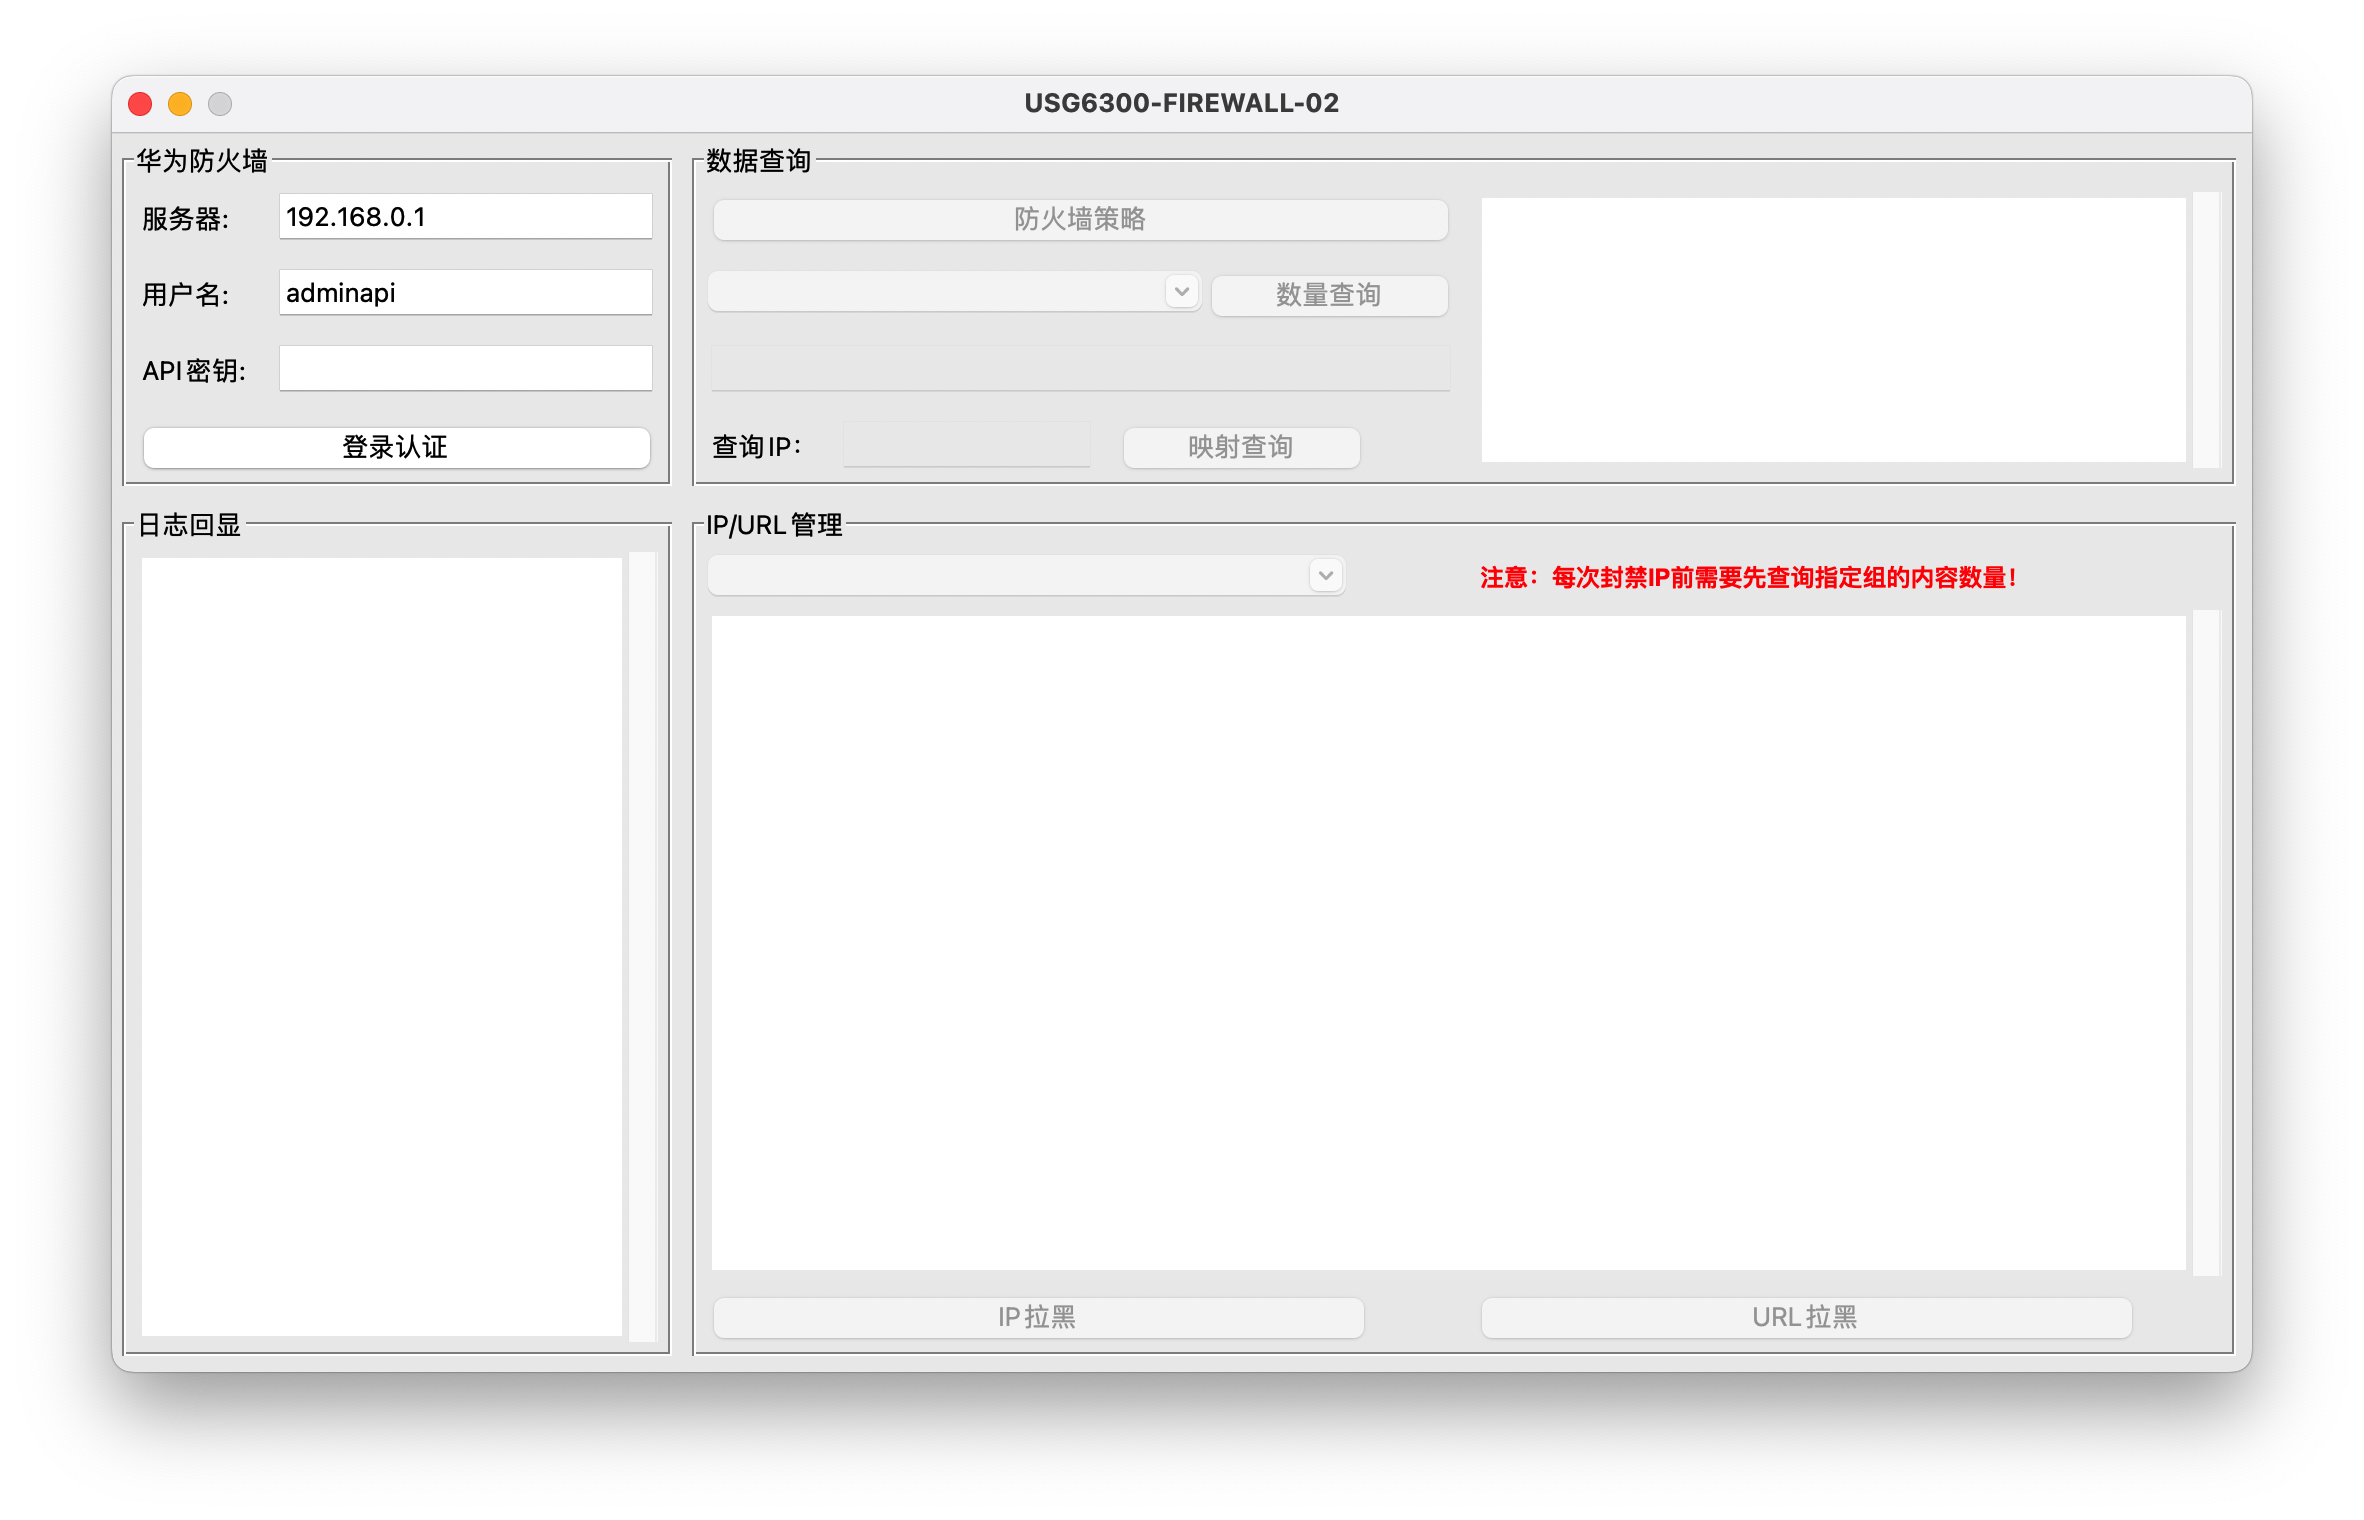 USG6300-FIREWALL-02
华为防火墙
服务器:
192.168.0.1
用户名:
adminapi
API密钥:
登录认证
数据查询
防火墙策略
数量查询
查询IP：
映射查询
日志回显
IP/URL管理
注意：每次封禁IP前需要先查询指定组的内容数量！
IP拉黑
URL拉黑